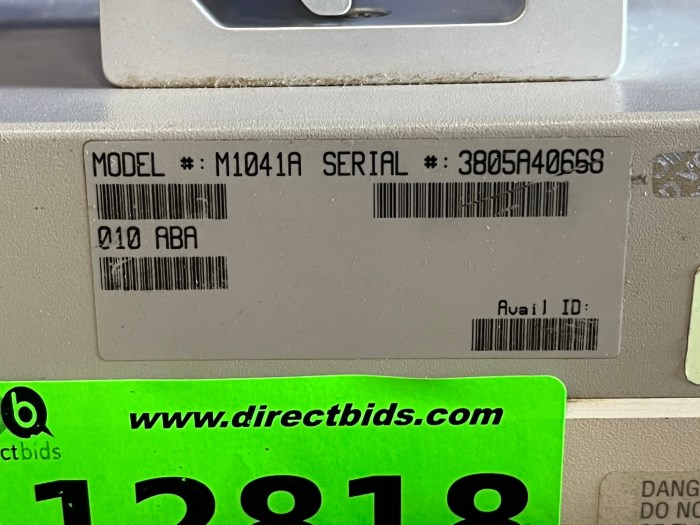 MODEL #: M1041A SERIAL #: 3805A40668
010 ABA
Avail ID:
b
ctbids
www.directbids.com
12818
DANG
DO NO